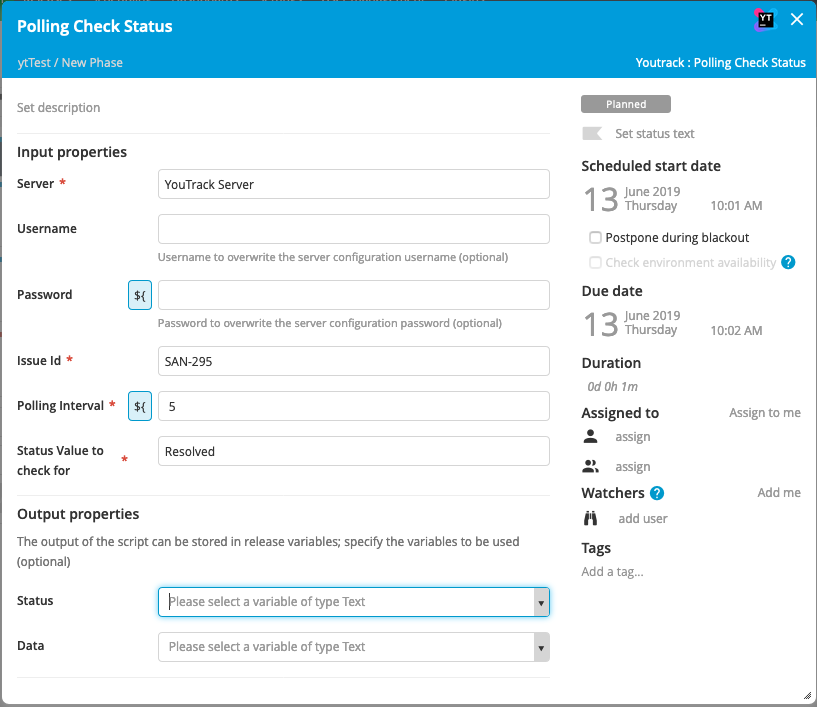 Polling Check Status
YT
ytTest / New Phase
Youtrack : Polling Check Status
Set description
Input properties
Server *
YouTrack Server
Username
Username to overwrite the server configuration username (optional)
Password
${
Password to overwrite the server configuration password (optional)
Issue Id *
SAN-295
Polling Interval *
${
5
Status Value to
check for
*
Resolved
Output properties
The output of the script can be stored in release variables; specify the variables to be used
(optional)
Status
Please select a variable of type Text
Data
Please select a variable of type Text
Planned
Set status text
Scheduled start date
13
June 2019
Thursday
10:01 AM
Postpone during blackout
Check environment availability ?
Due date
13
June 2019
Thursday
10:02 AM
Duration
0d 0h 1m
Assigned to
Assign to me
assign
assign
Watchers ?
Add me
add user
Tags
Add a tag...